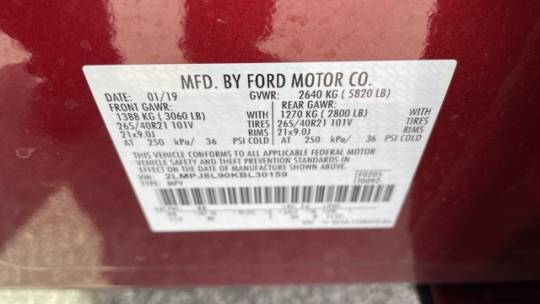 MFD. BY FORD MOTOR CO.
DATE: 01/19 GVWR: 2640 KG ( 5820 LB)
FRONT GAWR: REAR GAWR:
1388 KG ( 3060 LB) WITH 1270 KG ( 2800 LB) WITH
265/40R21 101V TIRES 265/40R21 101V TIRES
21x9.0J RIMS 21x9.0J RIMS
AT 250 kPa/ 36 PSI COLD AT 250 kPa/ 36 PSI COLD
THIS VEHICLE CONFORMS TO ALL APPLICABLE FEDERAL MOTOR
VEHICLE SAFETY AND BUMPER STANDARDS IN EFFECT ON THE DATE OF
MANUFACTURE SHOWN ABOVE.
VIN: 2LMPJ8L90KBL30159 F0205
TYPE: MPV T0092